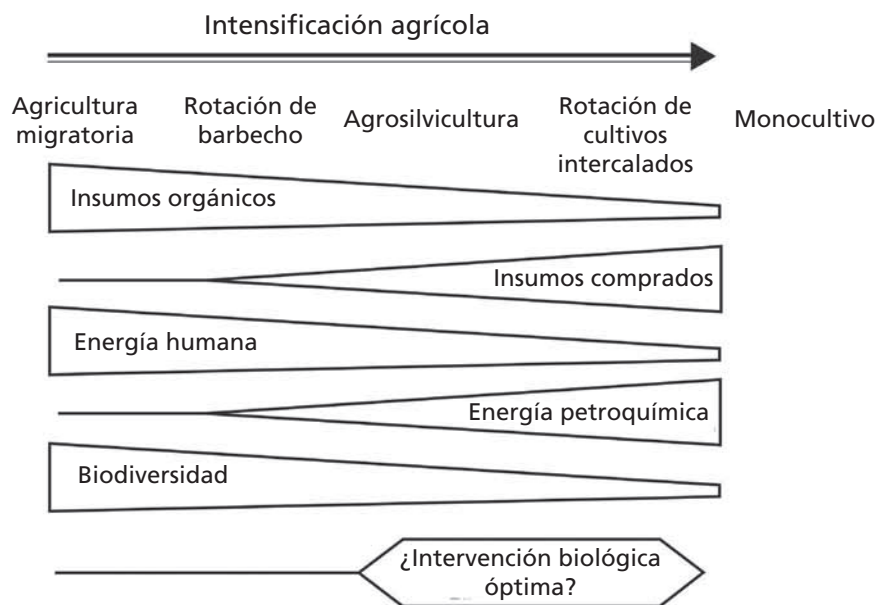 Intensificación agrícola
Agricultura
migratoria
Rotación de
barbecho
Agrosilvicultura
Rotación de
cultivos
intercalados
Monocultivo
Insumos orgánicos
Insumos comprados
Energía humana
Energía petroquímica
Biodiversidad
¿Intervención biológica
óptima?